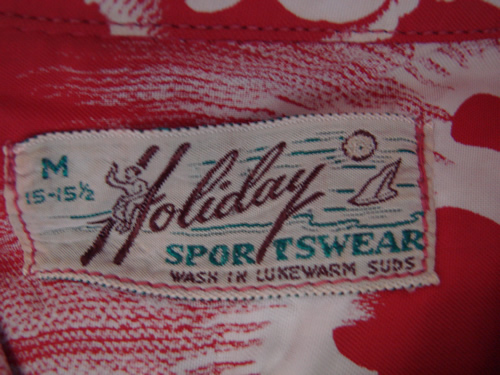 M
15-15½
Holiday
SPORTSWEAR
WASH IN LUKEWARM SUDS